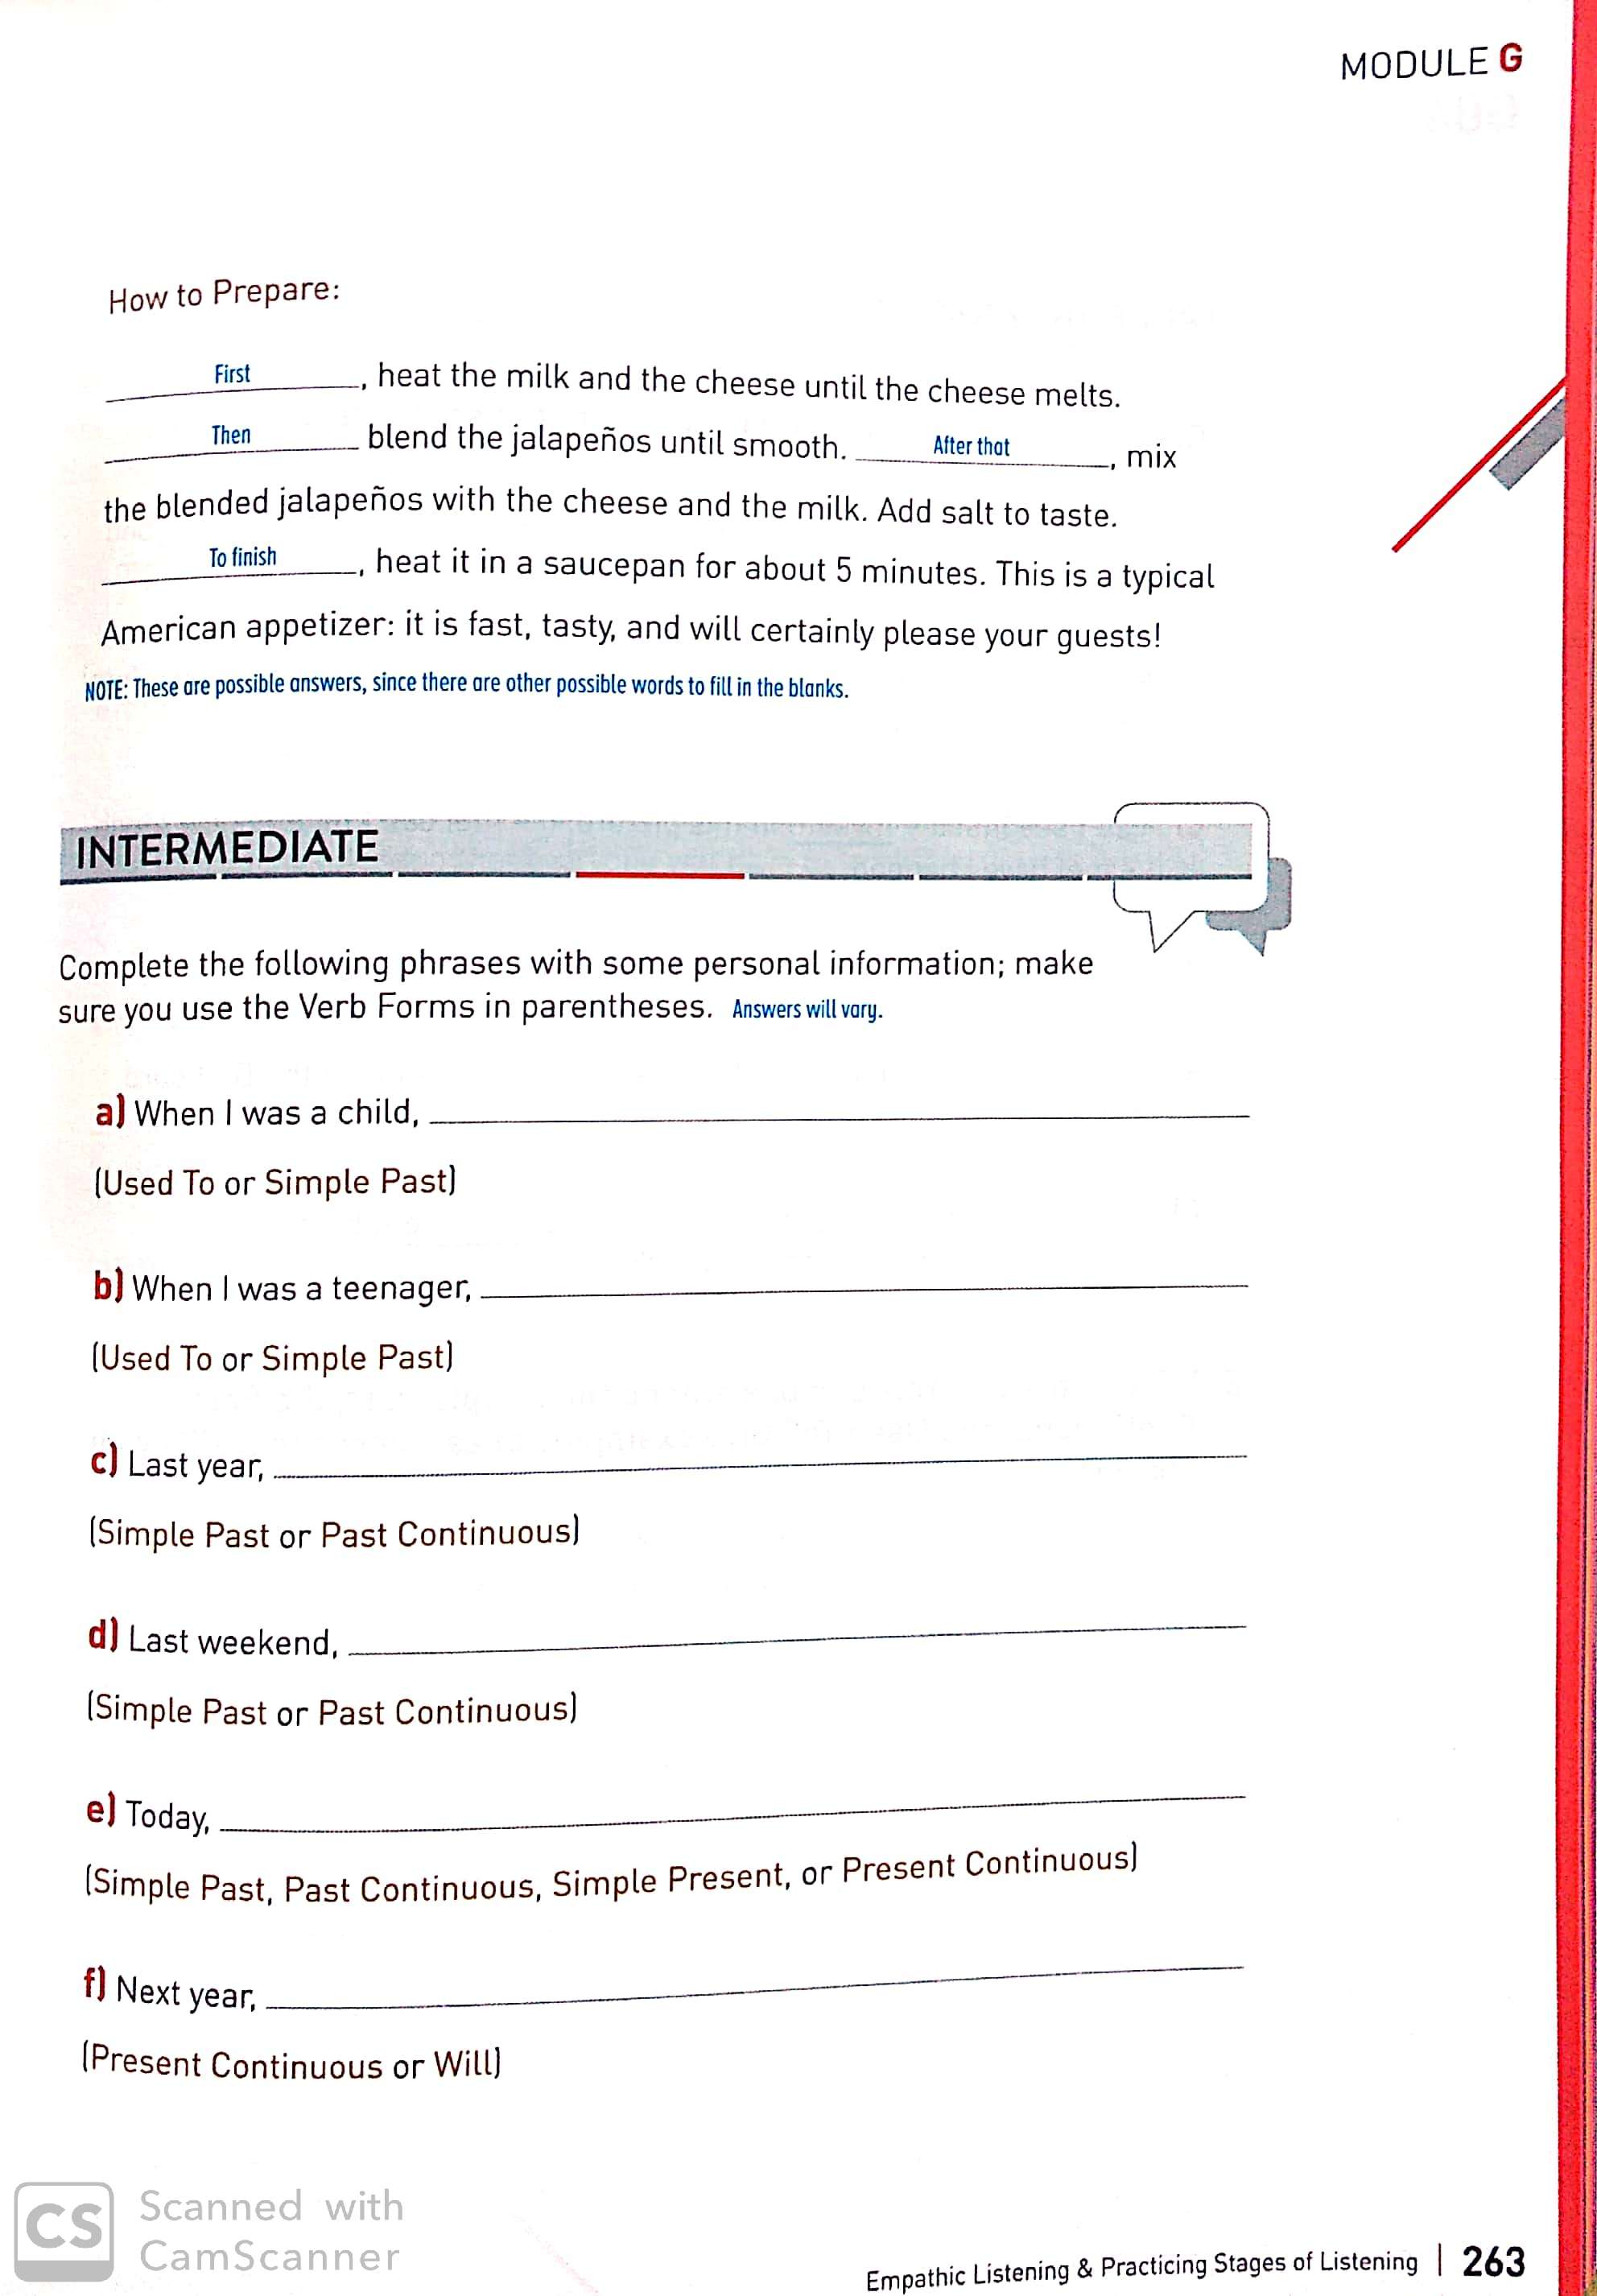 MODULE G
How to Prepare:
First, heat the milk and the cheese until the cheese melts.
Then blend the jalapeños until smooth. After that, mix
the blended jalapeños with the cheese and the milk. Add salt to taste.
To finish, heat it in a saucepan for about 5 minutes. This is a typical
American appetizer: it is fast, tasty, and will certainly please your guests!
NOTE: These are possible answers, since there are other possible words to fill in the blanks.
INTERMEDIATE
Complete the following phrases with some personal information; make
sure you use the Verb Forms in parentheses. Answers will vary.
a) When I was a child,
(Used To or Simple Past)
b) When I was a teenager,
(Used To or Simple Past)
c) Last year,
(Simple Past or Past Continuous)
d) Last weekend,
(Simple Past or Past Continuous)
e) Today,
(Simple Past, Past Continuous, Simple Present, or Present Continuous)
f) Next year,
(Present Continuous or Will)
CS Scanned with
CamScanner
Empathic Listening & Practicing Stages of Listening | 263